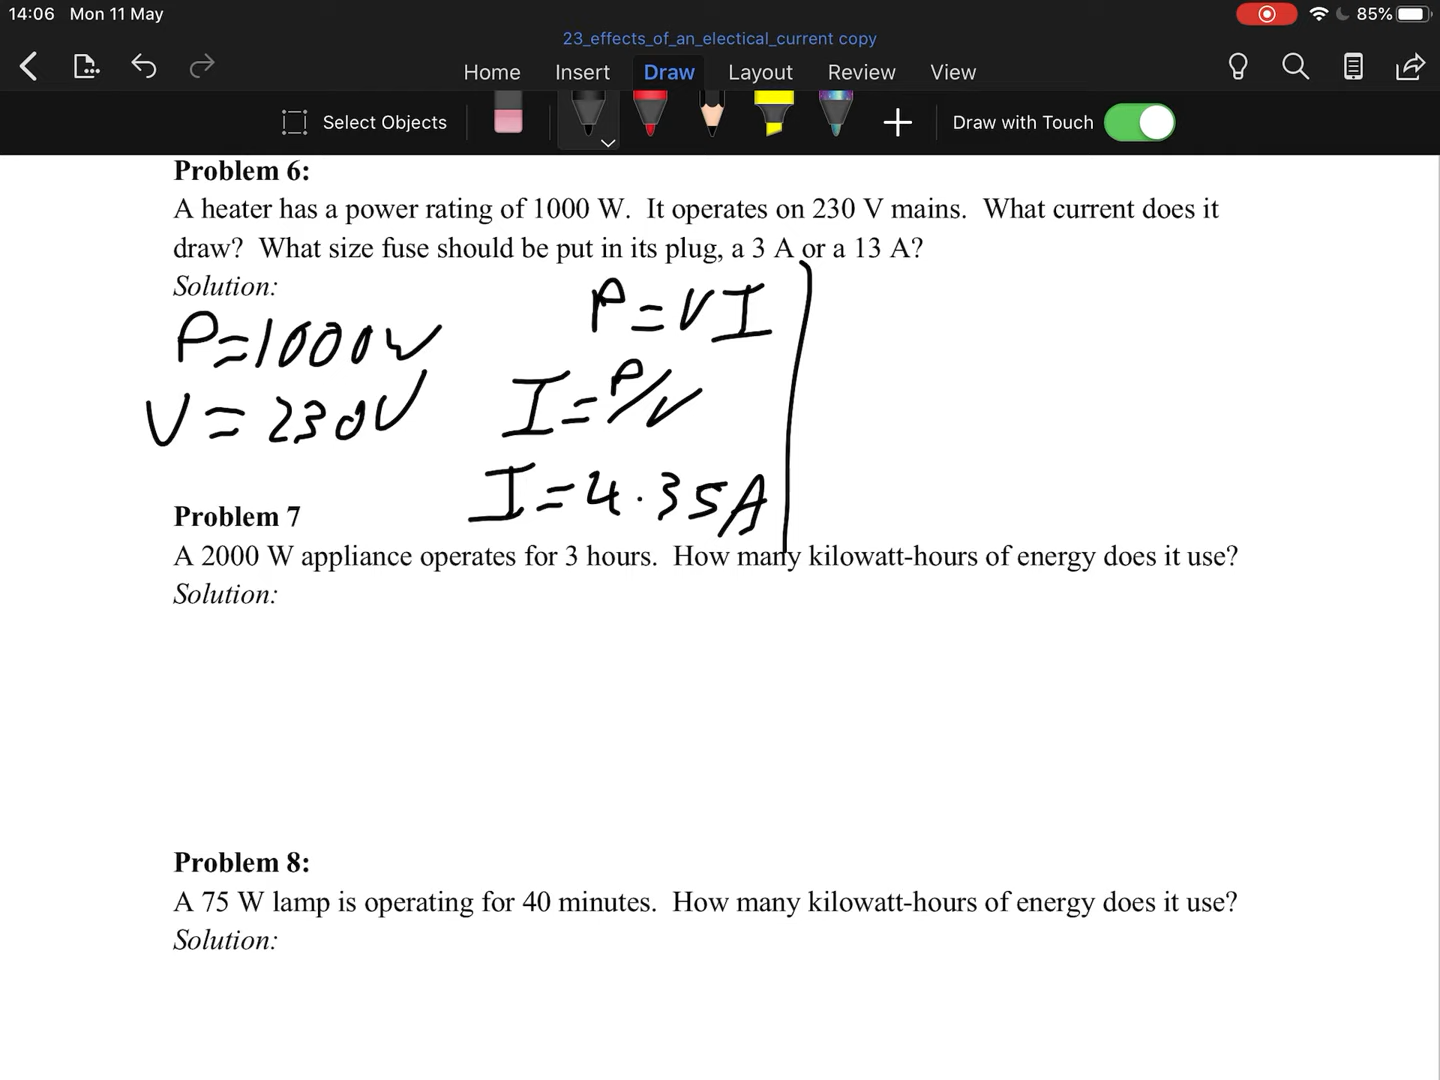 14:06 Mon 11 May
85%
23_effects_of_an_electical_current copy
Home Insert Draw Layout Review View
Select Objects
Draw with Touch
Problem 6:
A heater has a power rating of 1000 W. It operates on 230 V mains. What current does it
draw? What size fuse should be put in its plug, a 3 A or a 13 A?
Solution:
P=1000W
V=230V
P=VI
I=P/V
I=4.35A
Problem 7
A 2000 W appliance operates for 3 hours. How many kilowatt-hours of energy does it use?
Solution:
Problem 8:
A 75 W lamp is operating for 40 minutes. How many kilowatt-hours of energy does it use?
Solution: